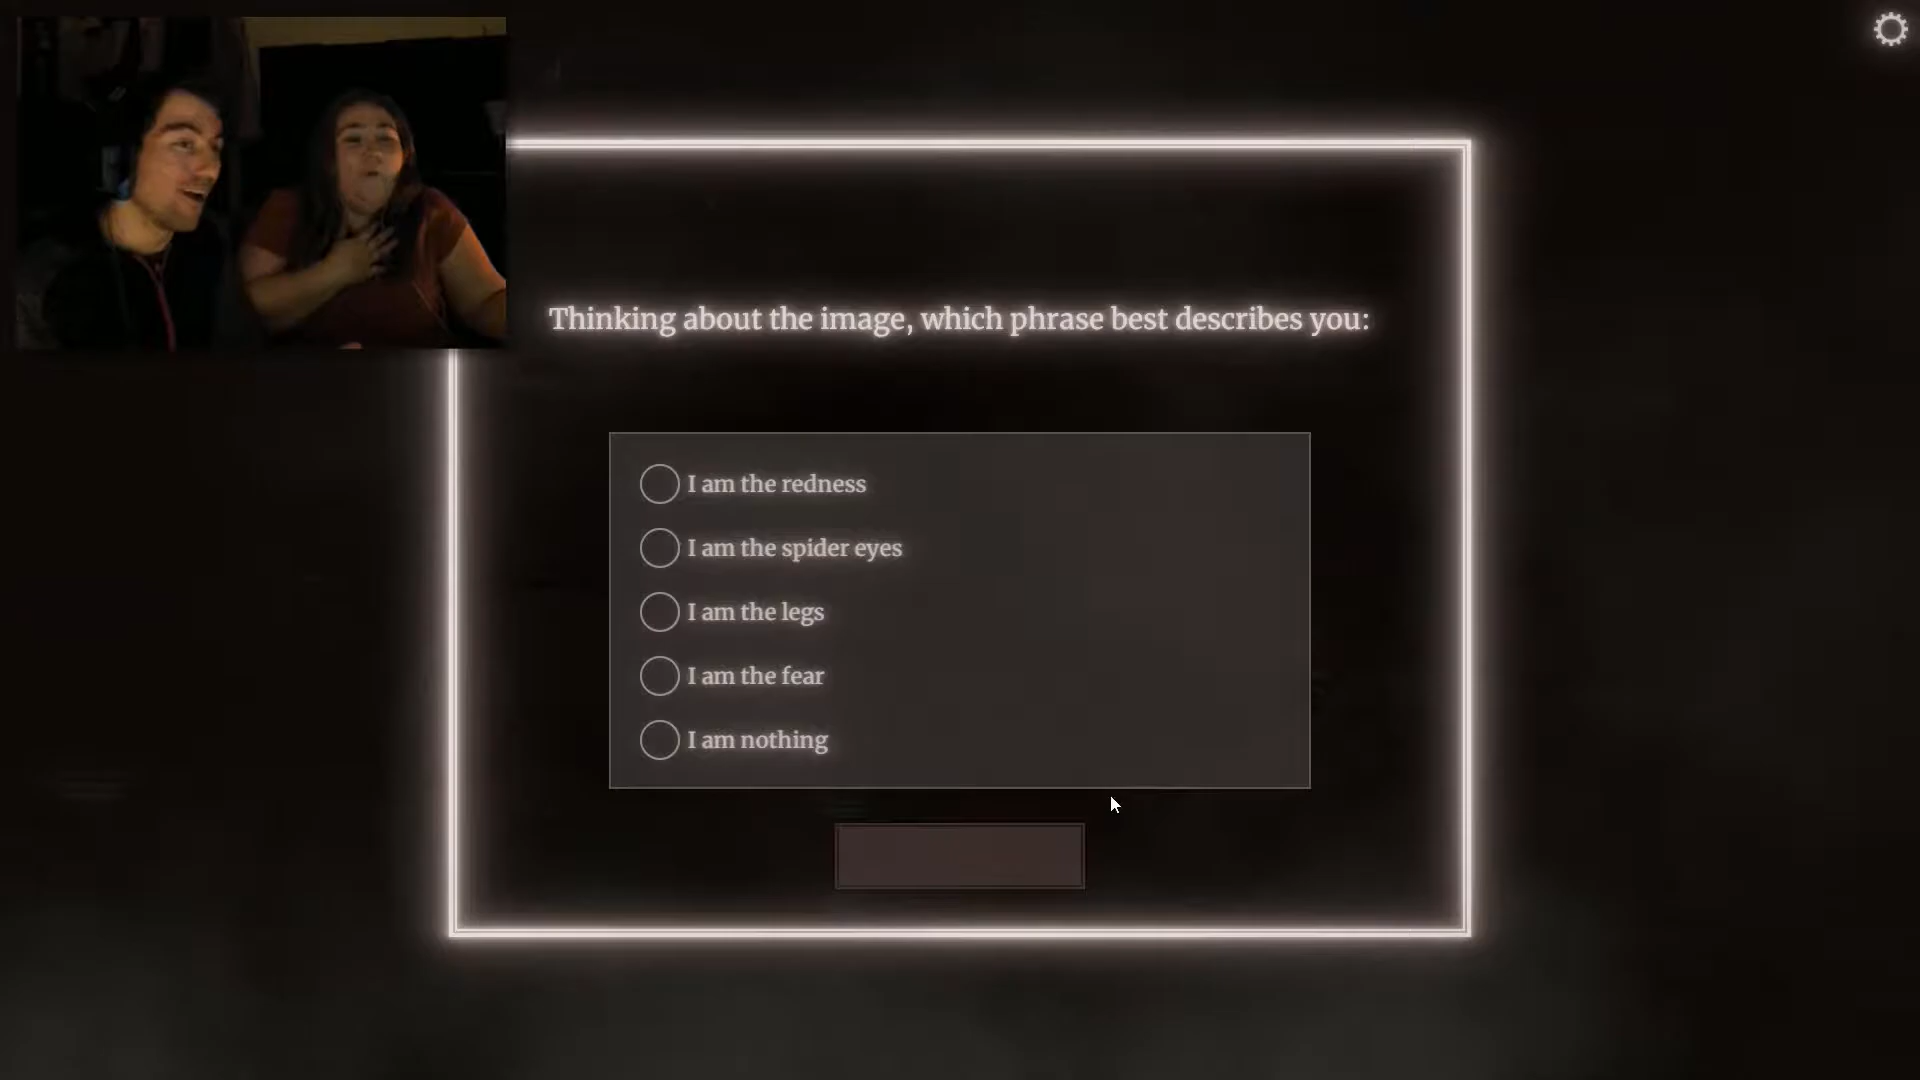 Thinking about the image, which phrase best describes you:
I am the redness
I am the spider eyes
I am the legs
I am the fear
I am nothing